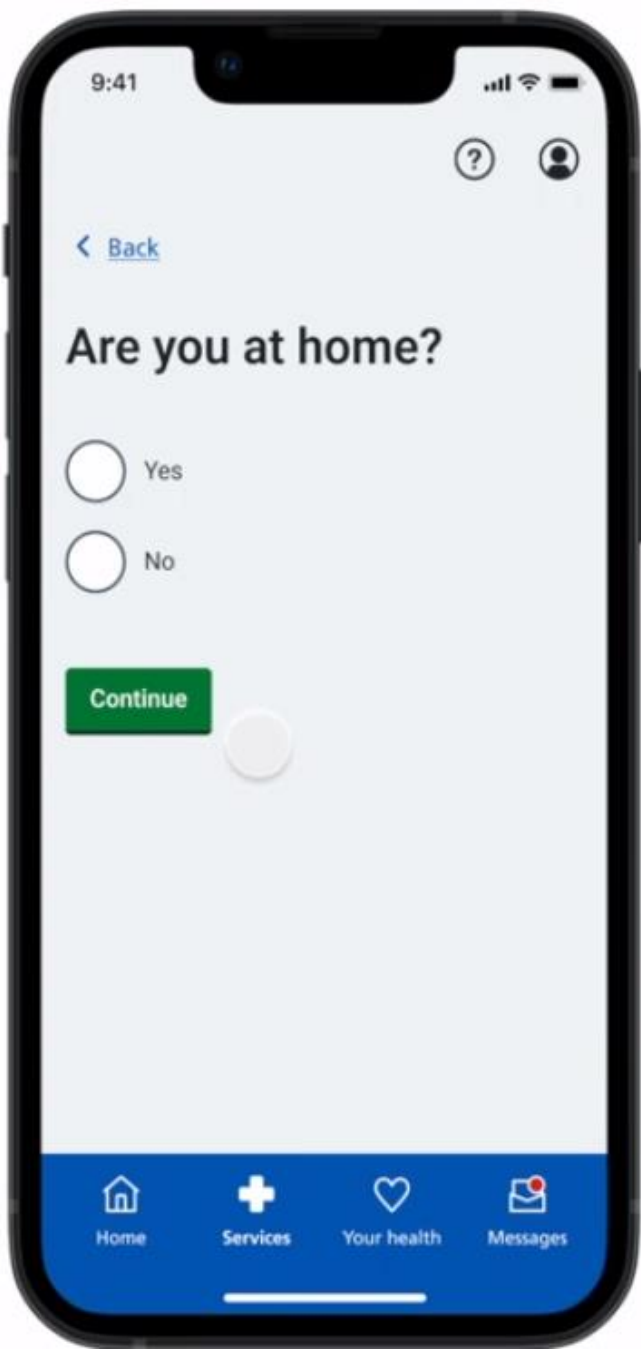 9:41
?
Back
Are you at home?
Yes
No
Continue
Home Services Your health Messages